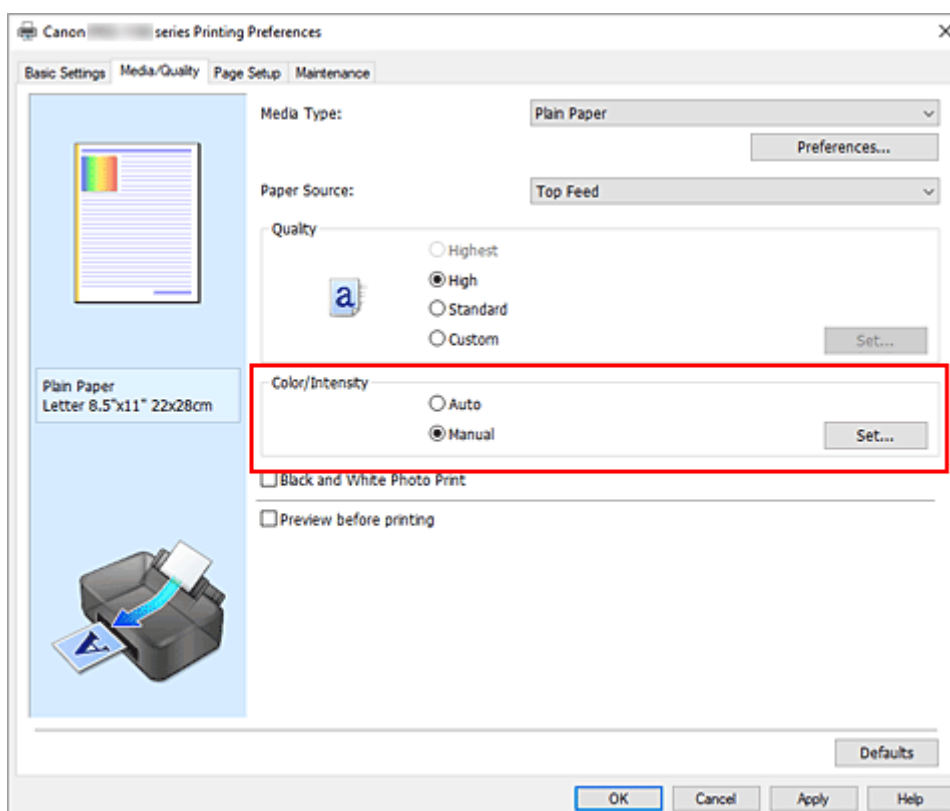 Canon series Printing Preferences
Basic Settings Media/Quality Page Setup Maintenance
Media Type: Plain Paper
Preferences...
Paper Source: Top Feed
Quality
Highest
a High
Standard
Custom Set...
Plain Paper
Letter 8.5"x11" 22x28cm
Color/Intensity
Auto
Manual Set...
Black and White Photo Print
Preview before printing
A
Defaults
OK Cancel Apply Help